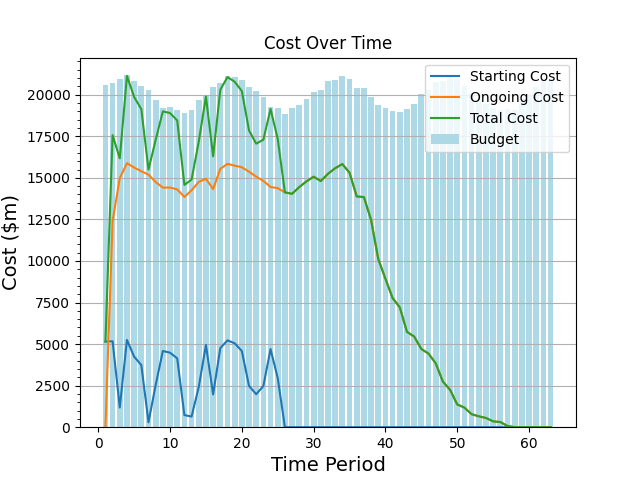 Cost Over Time
Starting Cost
Ongoing Cost
Total Cost
Budget
Cost ($m)
20000
17500
15000
12500
10000
7500
5000
2500
0
0 10 20 30 40 50 60
Time Period